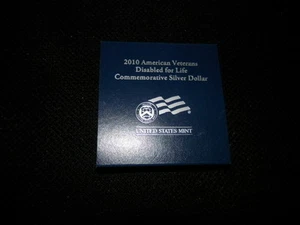 2010 American Veterans
Disabled for Life
Commemorative Silver Dollar
UNITED STATES MINT